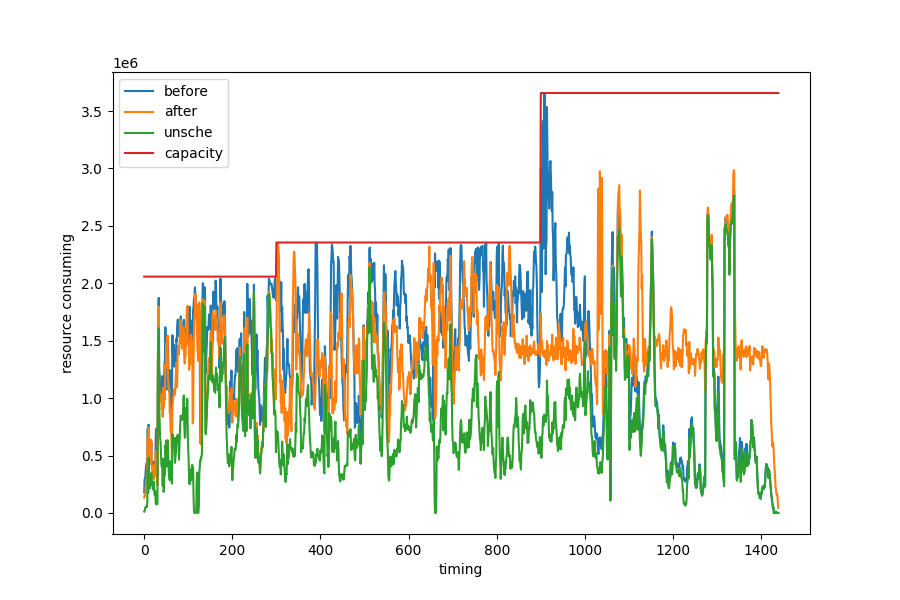 1e6
before
after
unsche
capacity
3.5
3.0
2.5
2.0
1.5
1.0
0.5
0.0
resource consuming
0 200 400 600 800 1000 1200 1400
timing